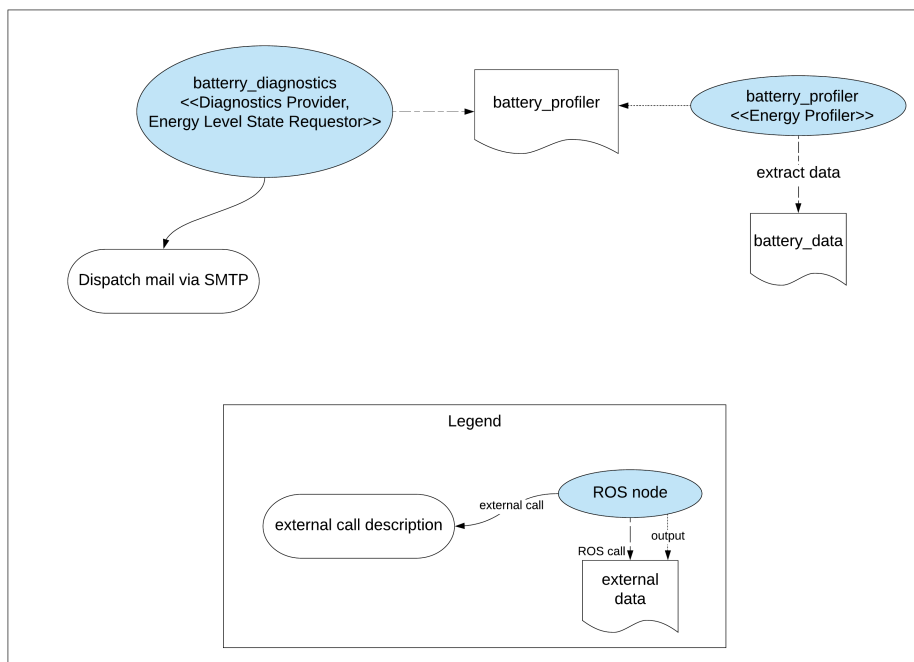 batterry_diagnostics
<<Diagnostics Provider,
Energy Level State Requestor>>
battery_profiler
batterry_profiler
<<Energy Profiler>>
extract data
battery_data
Dispatch mail via SMTP
Legend
ROS node
external call
external call description
output
ROS call
external
data